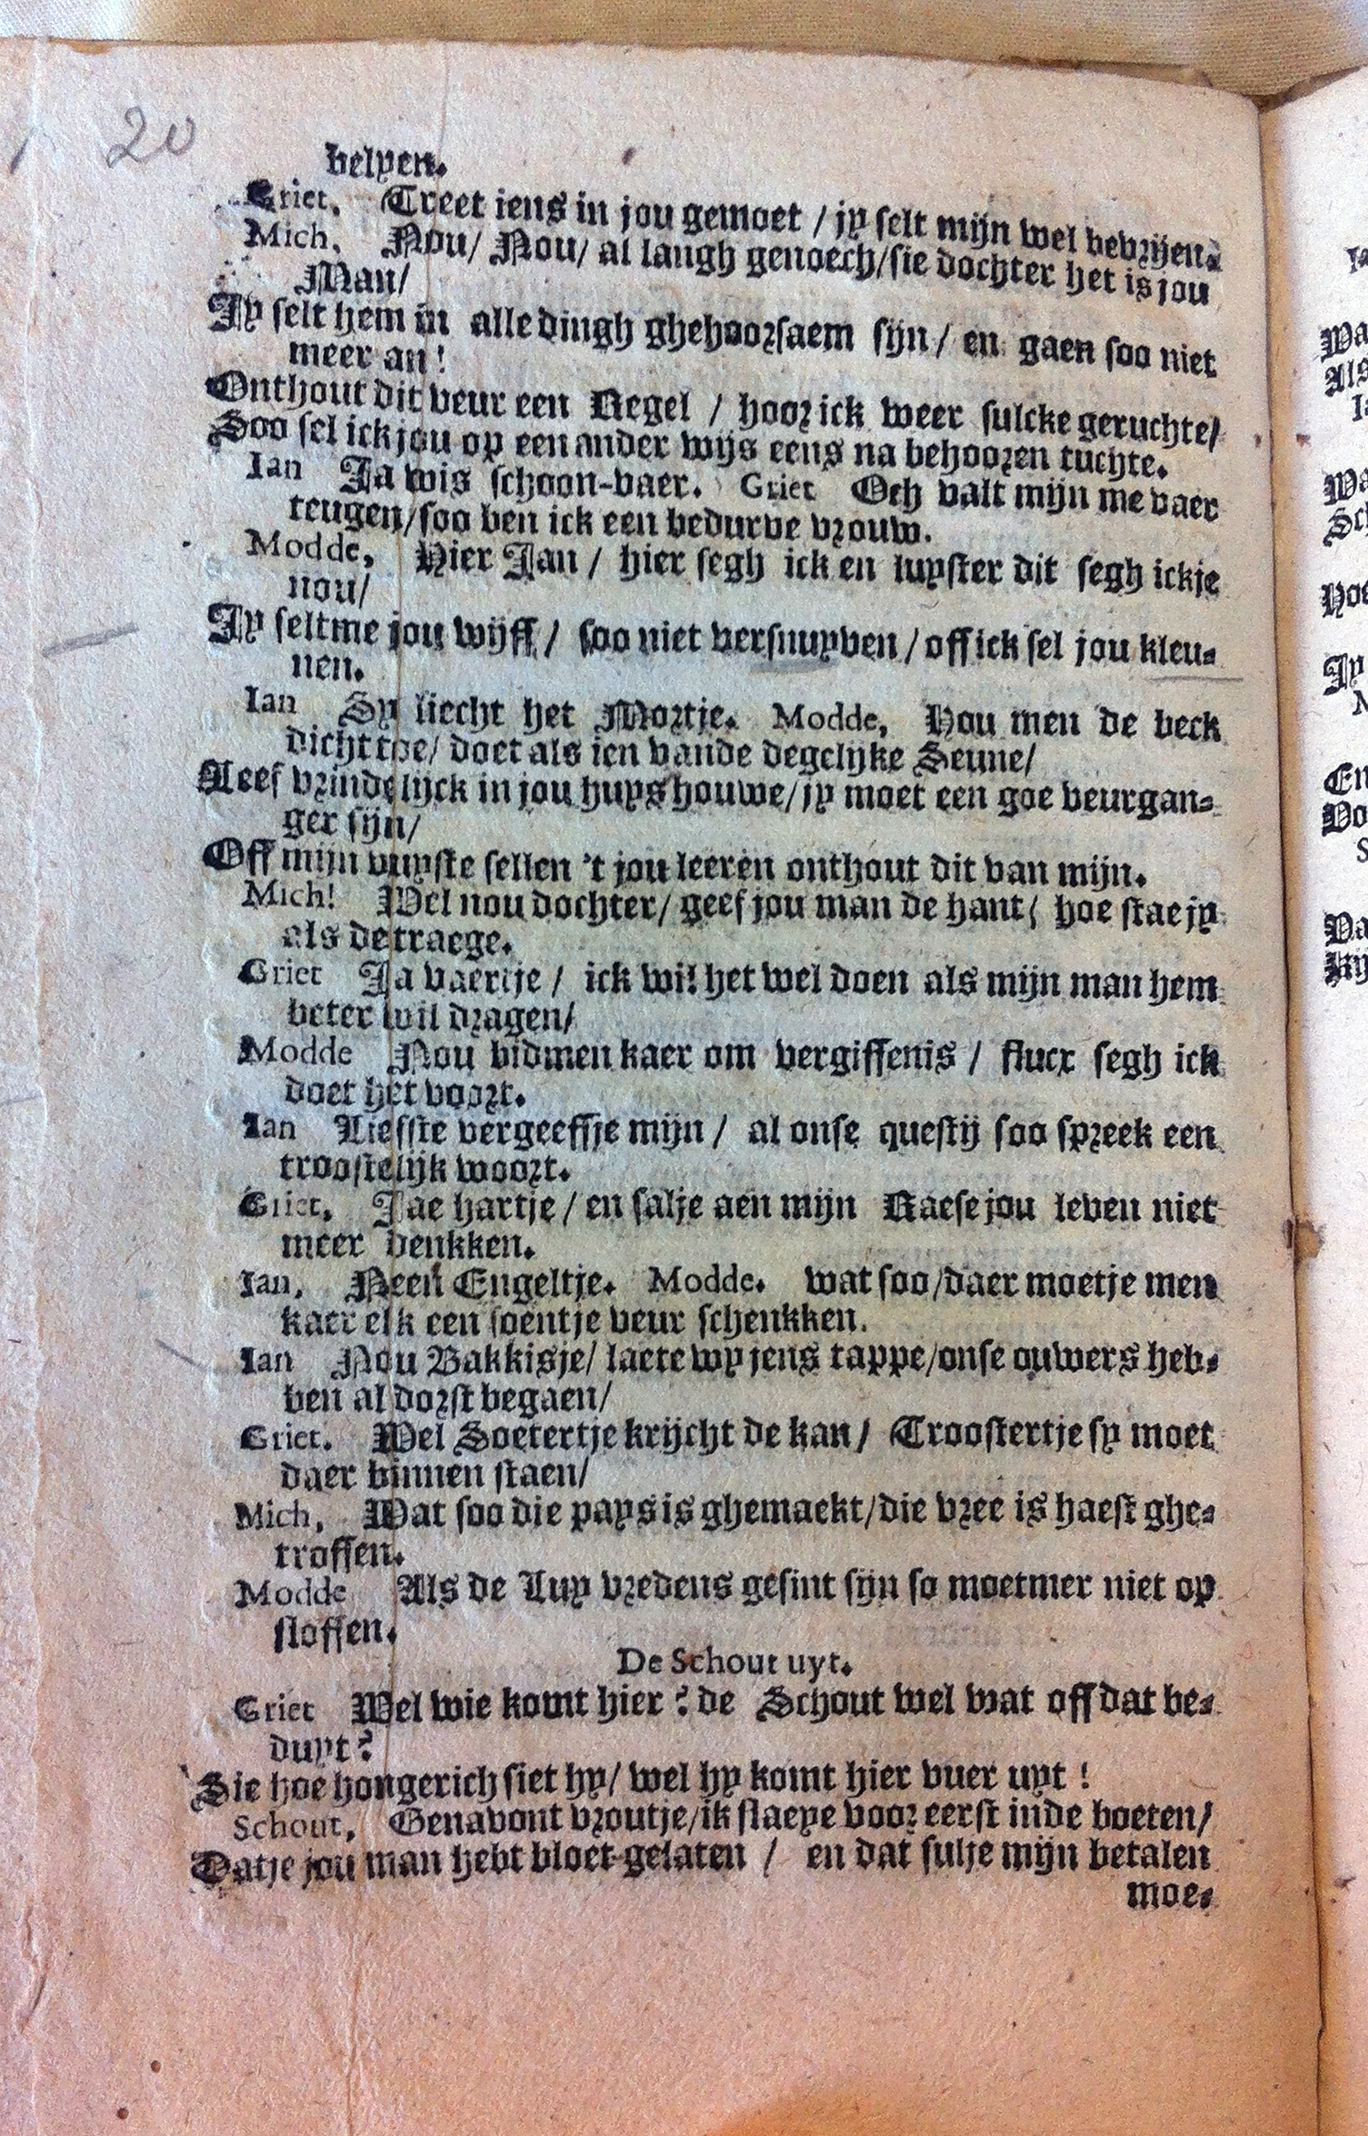 20
helpen.
Griet. Treet iens in jou gemoet / jy selt mijn wel bevrijen.
Mich. Nou/ Nou/ al langh genoech/sie dochter het is jou
Man/
Iy selt hem in alle dingh ghehoorsaem sijn / en gaen soo niet
meer an!
Onthout dit veur een Regel / hoor ick weer sulcke geruchte/
Soo sel ick jou op een ander wijs eens na behooren tuchte.
Ian Ja wis schoon-vaer. Griet Och valt mijn me vaer
teugen/soo ben ick een bedurve vrouw.
Modde, Hier Jan / hier segh ick en luyster dit segh ickje
nou/
Iy selt me jou wijff / soo niet versnuyven / off ick sel jou kleu-
nen.
Ian Sy liecht het Mortje. Modde, Hou men de beck
dicht toe/ doet als ien vande degelijke Seune/
Leef vrindelijck in jou huys houwe/jy moet een goe veurgan-
ger sijn/
Off mijn vuyste sellen 't jou leeren onthout dit van mijn.
Mich! Wel nou dochter/ geef jou man de hant/ hoe stae jy
als de traege.
Griet Ja vaertje / ick wil het wel doen als mijn man hem
beter wil dragen/
Modde Nou bidmen kaer om vergiffenis / flucx segh ick
doet het voort.
Ian Liefste vergeeffje mijn / al onse questij soo spreek een
troostelijk woort.
Griet. Jae hartje / en salje aen mijn Raese jou leven niet
meer denkken.
Ian. Neen Engeltje. Modde. wat soo/daer moetje men
kaer elk een soentje veur schenkken.
Ian Nou Bakkisje/ laete wy jens tappe/onse ouwers heb-
ben al dorst begaen/
Griet. Wel Soetertje krijcht de kan / Troostertje sy moet
daer binnen staen/
Mich, Wat soo die pays is ghemaekt/die vree is haest ghe-
troffen.
Modde Als de Luy vredens gesint sijn so moetmer niet op
sloffen.
De Schout uyt.
Griet Wel wie komt hier? de Schout wel wat off dat be-
duyt?
Sie hoe hongerich siet hy/ wel hy komt hier vuer uyt!
Schout, Genavont vroutje/ik slaepe voor eerst inde boeten/
Datje jou man hebt bloet-gelaten / en dat sulje mijn betalen
moe-